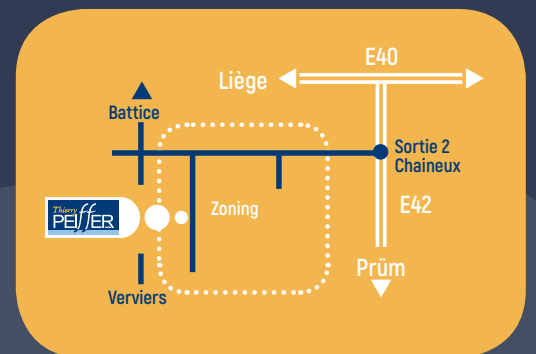 E40
Liège
Battice
Sortie 2
Chaineux
Thierry
PEIFFER
Zoning
E42
Prüm
Verviers